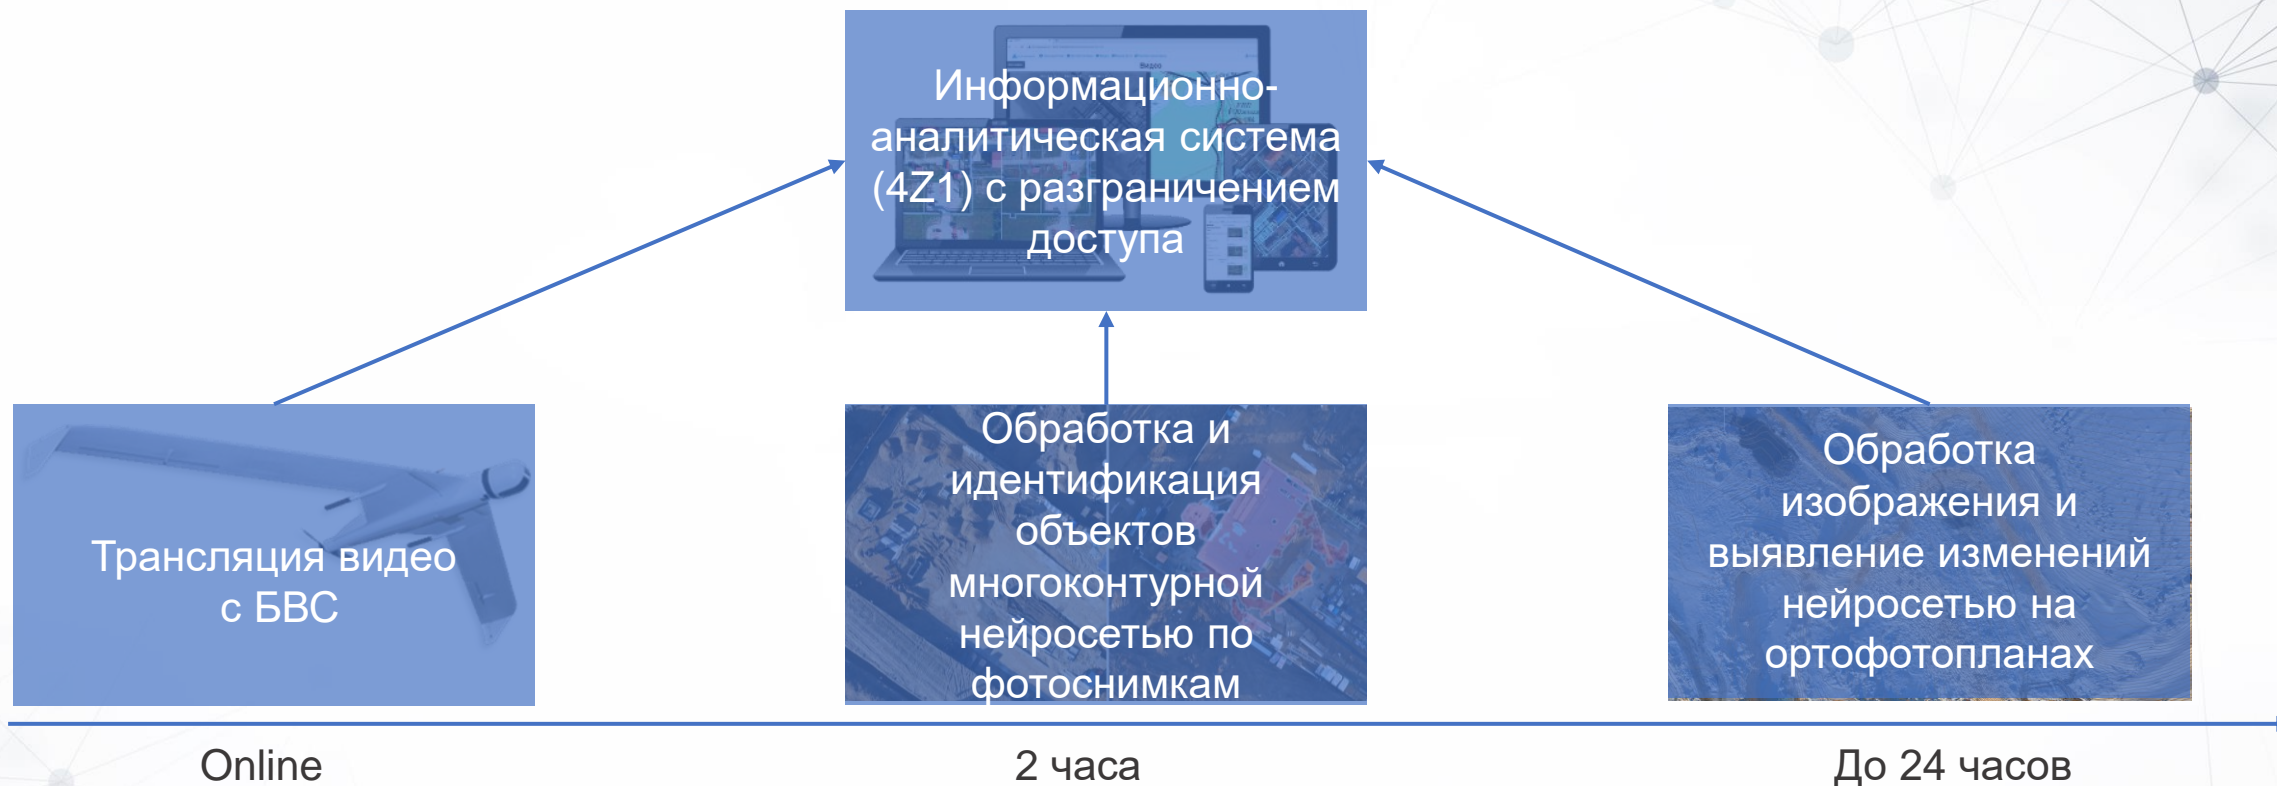 Видео
Информационно-
аналитическая система
(4Z1) с разграничением
доступа
Трансляция видео
с БВС
Обработка и
идентификация
объектов
многоконтурной
нейросетью по
фотоснимкам
Обработка
изображения и
выявление изменений
нейросетью на
ортофотопланах
Online
2 часа
До 24 часов